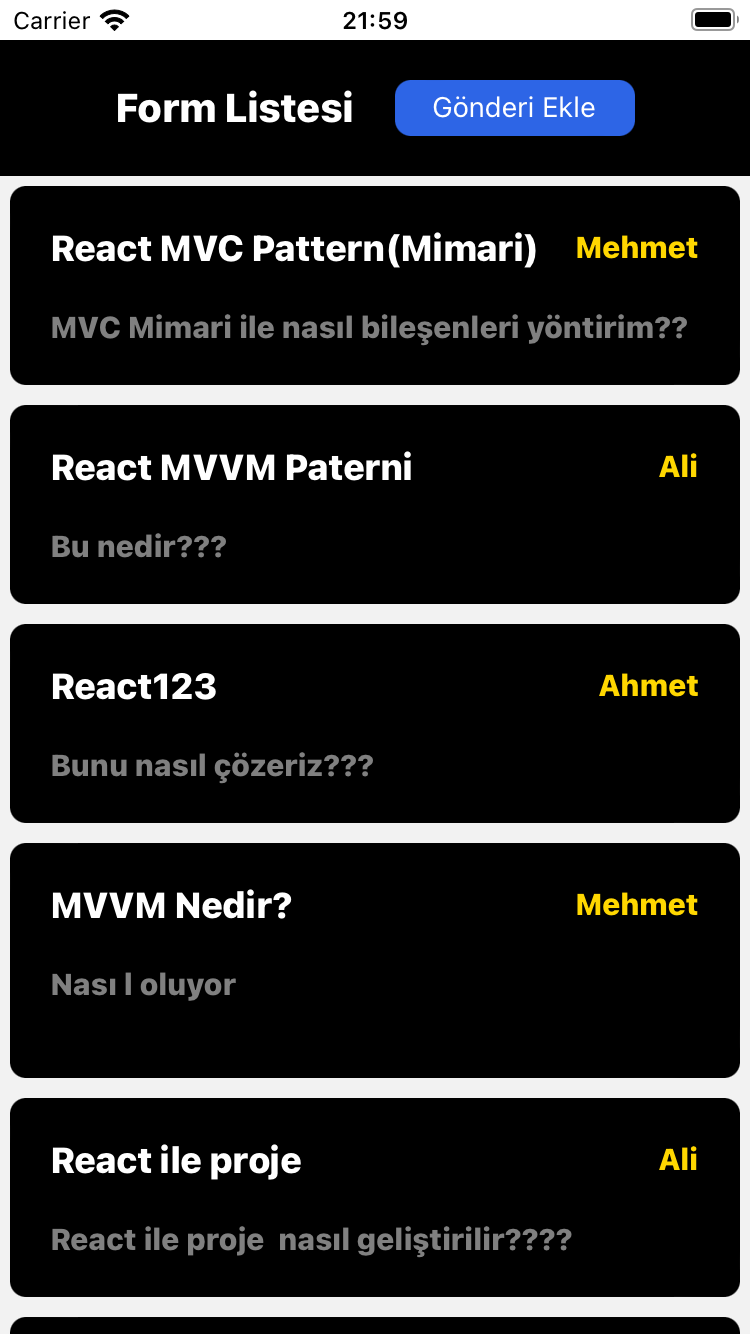 Carrier 21:59
Form Listesi Gönderi Ekle
React MVC Pattern(Mimari) Mehmet
MVC Mimari ile nasıl bileşenleri yöntirim??
React MVVM Paterni Ali
Bu nedir???
React123 Ahmet
Bunu nasıl çözeriz???
MVVM Nedir? Mehmet
Nası l oluyor
React ile proje Ali
React ile proje  nasıl geliştirilir????